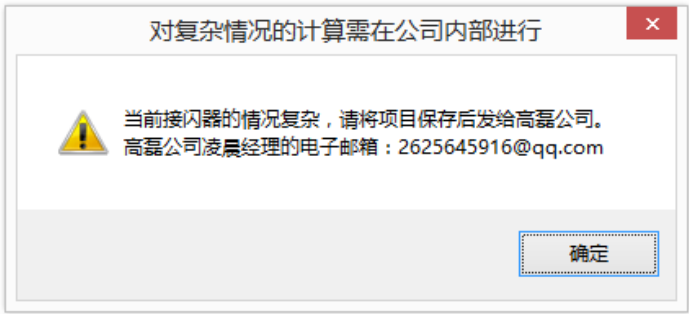 对复杂情况的计算需在公司内部进行
当前接闪器的情况复杂，请将项目保存后发给高磊公司。
高磊公司凌晨经理的电子邮箱：2625645916@qq.com
确定